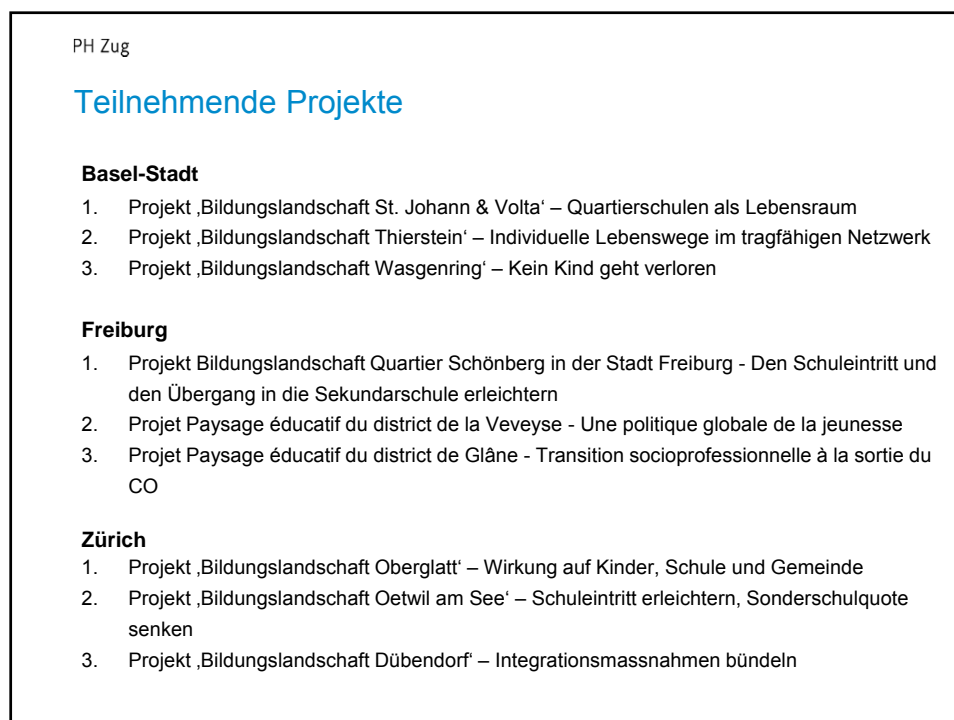 PH Zug
Teilnehmende Projekte
Basel-Stadt
1. Projekt ‚Bildungslandschaft St. Johann & Volta‘ – Quartierschulen als Lebensraum
2. Projekt ‚Bildungslandschaft Thierstein‘ – Individuelle Lebenswege im tragfähigen Netzwerk
3. Projekt ‚Bildungslandschaft Wasgenring‘ – Kein Kind geht verloren
Freiburg
1. Projekt Bildungslandschaft Quartier Schönberg in der Stadt Freiburg - Den Schuleintritt und
den Übergang in die Sekundarschule erleichtern
2. Projet Paysage éducatif du district de la Veveyse - Une politique globale de la jeunesse
3. Projet Paysage éducatif du district de Glâne - Transition socioprofessionnelle à la sortie du
CO
Zürich
1. Projekt ‚Bildungslandschaft Oberglatt‘ – Wirkung auf Kinder, Schule und Gemeinde
2. Projekt ‚Bildungslandschaft Oetwil am See‘ – Schuleintritt erleichtern, Sonderschulquote
senken
3. Projekt ‚Bildungslandschaft Dübendorf‘ – Integrationsmassnahmen bündeln